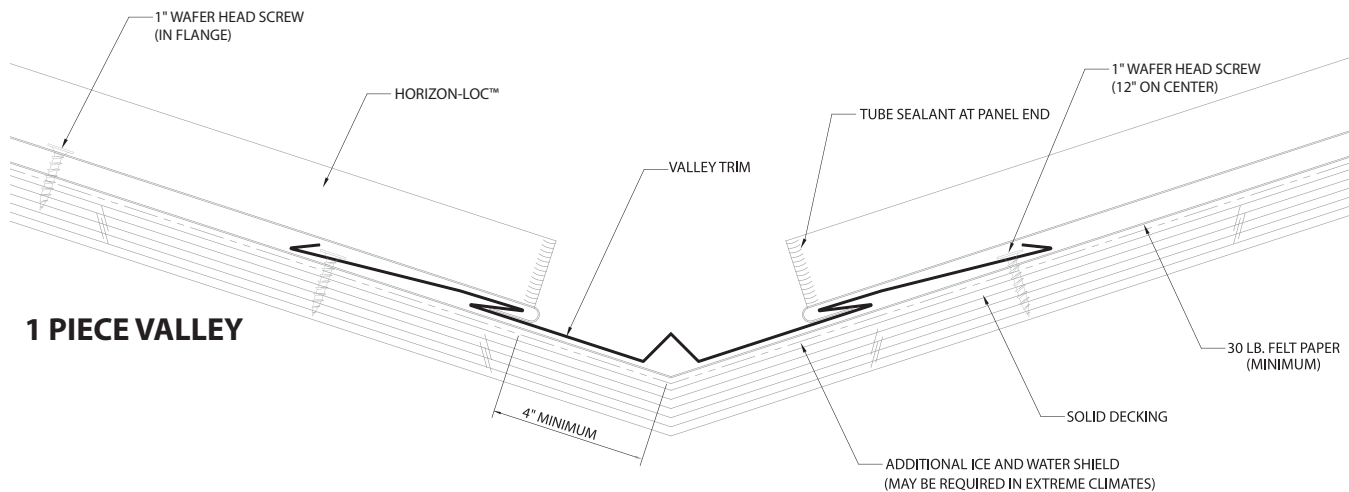 1" WAFER HEAD SCREW
(IN FLANGE)
HORIZON-LOC™
VALLEY TRIM
TUBE SEALANT AT PANEL END
1" WAFER HEAD SCREW
(12" ON CENTER)
1 PIECE VALLEY
4" MINIMUM
30 LB. FELT PAPER
(MINIMUM)
SOLID DECKING
ADDITIONAL ICE AND WATER SHIELD
(MAY BE REQUIRED IN EXTREME CLIMATES)